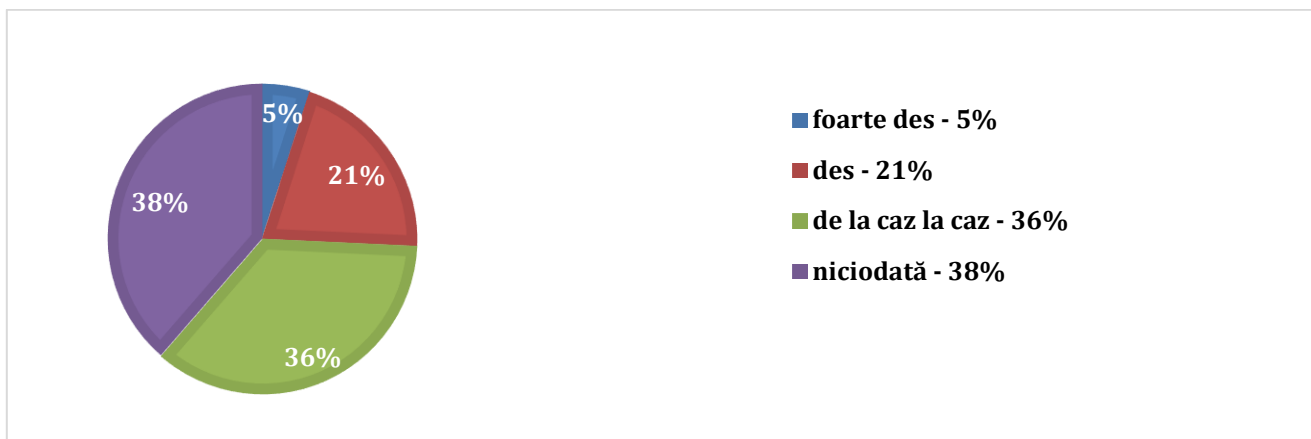 5%
21%
36%
38%
foarte des - 5%
des - 21%
de la caz la caz - 36%
niciodată - 38%